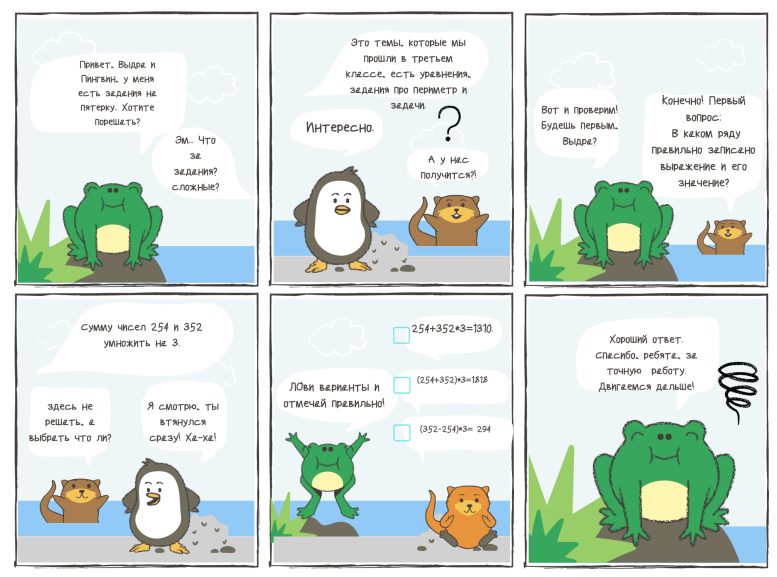 Привет, Выдра и
Пингвин, у меня
есть задания на
пятерку. Хотите
порешать?
Эм... Что
за
задания?
сложные?
Это темы, которые мы
прошли в третьем
классе, есть уравнения,
задания про периметр и
задачи.
Интересно.
?
А у нас
получится?!
Вот и проверим!
Будешь первым,
Выдра?
Конечно! Первый
вопрос:
В каком ряду
правильно записано
выражение и его
значение?
Сумму чисел 254 и 352
умножить на 3.
здесь не
решать, а
выбрать что ли?
Я смотрю, ты
втянулся
сразу! Ха-ха!
254+352*3=1310.
(254+352)*3=1818
(352-254)*3= 294
ЛОви варианты и
отмечай правильно!
Хороший ответ.
Спасибо, ребята, за
точную работу.
Двигаемся дальше!